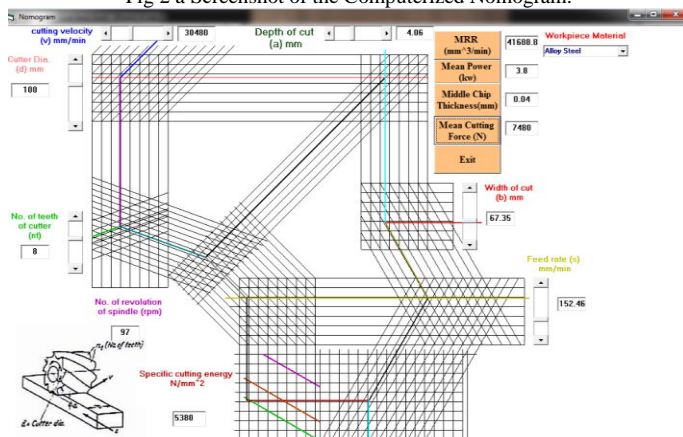 Fig 2 a Screenshot of the Computerized Nomogram.
Nomogram
cutting velocity
(v) mm/min
30480
Depth of cut
(a) mm
4.06
MRR
(mm^3/min)
41688.8
Workpiece Material
Alloy Steel
Cutter Dia.
(d) mm
100
Mean Power
(kw)
3.8
Middle Chip
Thickness(mm)
0.04
Mean Cutting
Force (N)
7480
Exit
Width of cut
(b) mm
67.35
No. of teeth
of cutter
(nt)
8
Feed rate (s)
mm/min
152.46
No. of revolution
of spindle (rpm)
97
(No of teeth)
Specific cutting energy
N/mm^2
5380
= Cutter dia.